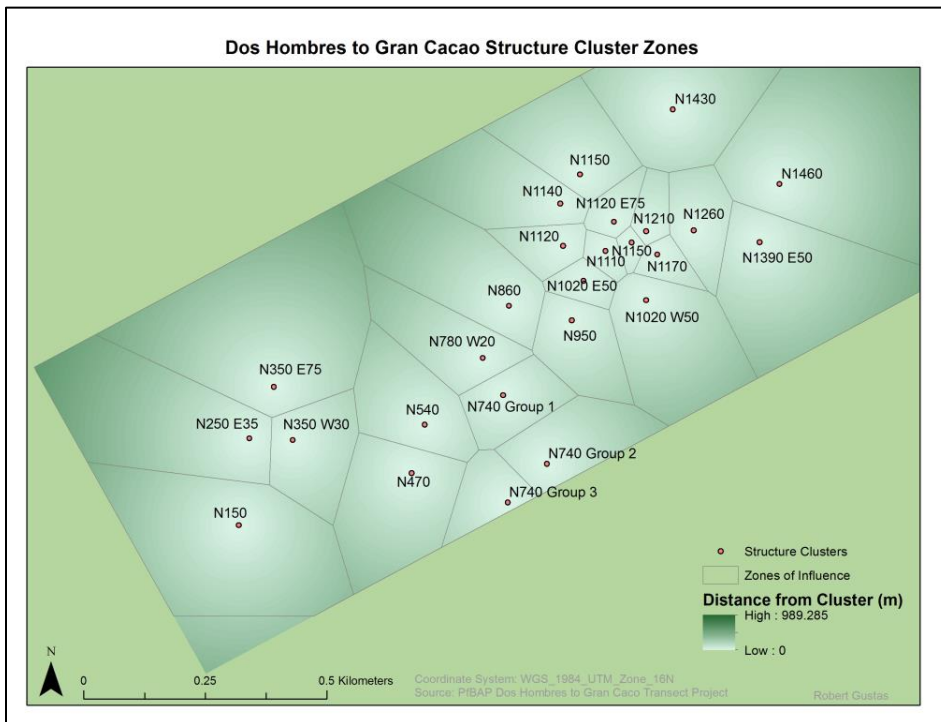 Dos Hombres to Gran Cacao Structure Cluster Zones
N1430
N1150
N1460
N1140
N1120 E75
N1210
N1260
N1120
N1150
N1110
N1170
N1390 E50
N1020 E50
N860
N1020 W50
N950
N780 W20
N350 E75
N740 Group 1
N540
N250 E35
N350 W30
N740 Group 2
N470
N740 Group 3
N150
Structure Clusters
Zones of Influence
Distance from Cluster (m)
High : 989.285
Low : 0
N
0 0.25 0.5 Kilometers
Coordinate System: WGS_1984_UTM_Zone_16N
Source: PfBAP Dos Hombres to Gran Caco Transect Project
Robert Gustas